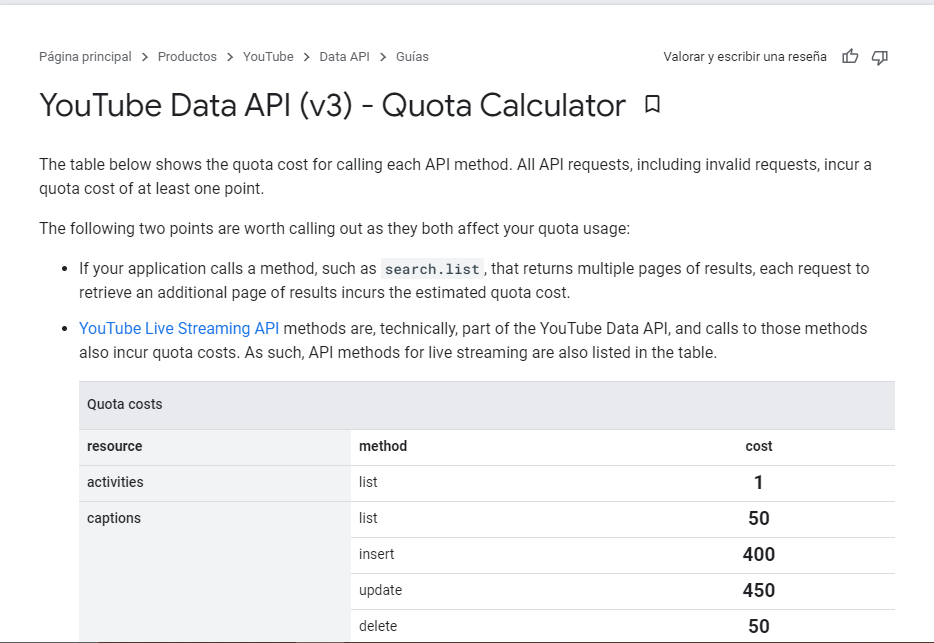 Página principal > Productos > YouTube > Data API > Guías
Valorar y escribir una reseña
YouTube Data API (v3) - Quota Calculator
The table below shows the quota cost for calling each API method. All API requests, including invalid requests, incur a
quota cost of at least one point.
The following two points are worth calling out as they both affect your quota usage:
• If your application calls a method, such as search.list, that returns multiple pages of results, each request to
retrieve an additional page of results incurs the estimated quota cost.
• YouTube Live Streaming API methods are, technically, part of the YouTube Data API, and calls to those methods
also incur quota costs. As such, API methods for live streaming are also listed in the table.
Quota costs
resource method cost
activities list 1
captions list 50
insert 400
update 450
delete 50